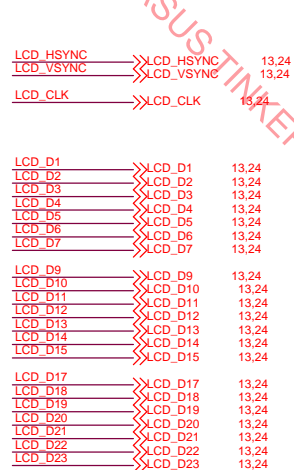 LCD_HSYNC LCD_HSYNC 13,24
LCD_VSYNC LCD_VSYNC 13,24
LCD_CLK LCD_CLK 13,24
LCD_D1 LCD_D1 13,24
LCD_D2 LCD_D2 13,24
LCD_D3 LCD_D3 13,24
LCD_D4 LCD_D4 13,24
LCD_D5 LCD_D5 13,24
LCD_D6 LCD_D6 13,24
LCD_D7 LCD_D7 13,24
LCD_D9 LCD_D9 13,24
LCD_D10 LCD_D10 13,24
LCD_D11 LCD_D11 13,24
LCD_D12 LCD_D12 13,24
LCD_D13 LCD_D13 13,24
LCD_D14 LCD_D14 13,24
LCD_D15 LCD_D15 13,24
LCD_D17 LCD_D17 13,24
LCD_D18 LCD_D18 13,24
LCD_D19 LCD_D19 13,24
LCD_D20 LCD_D20 13,24
LCD_D21 LCD_D21 13,24
LCD_D22 LCD_D22 13,24
LCD_D23 LCD_D23 13,24